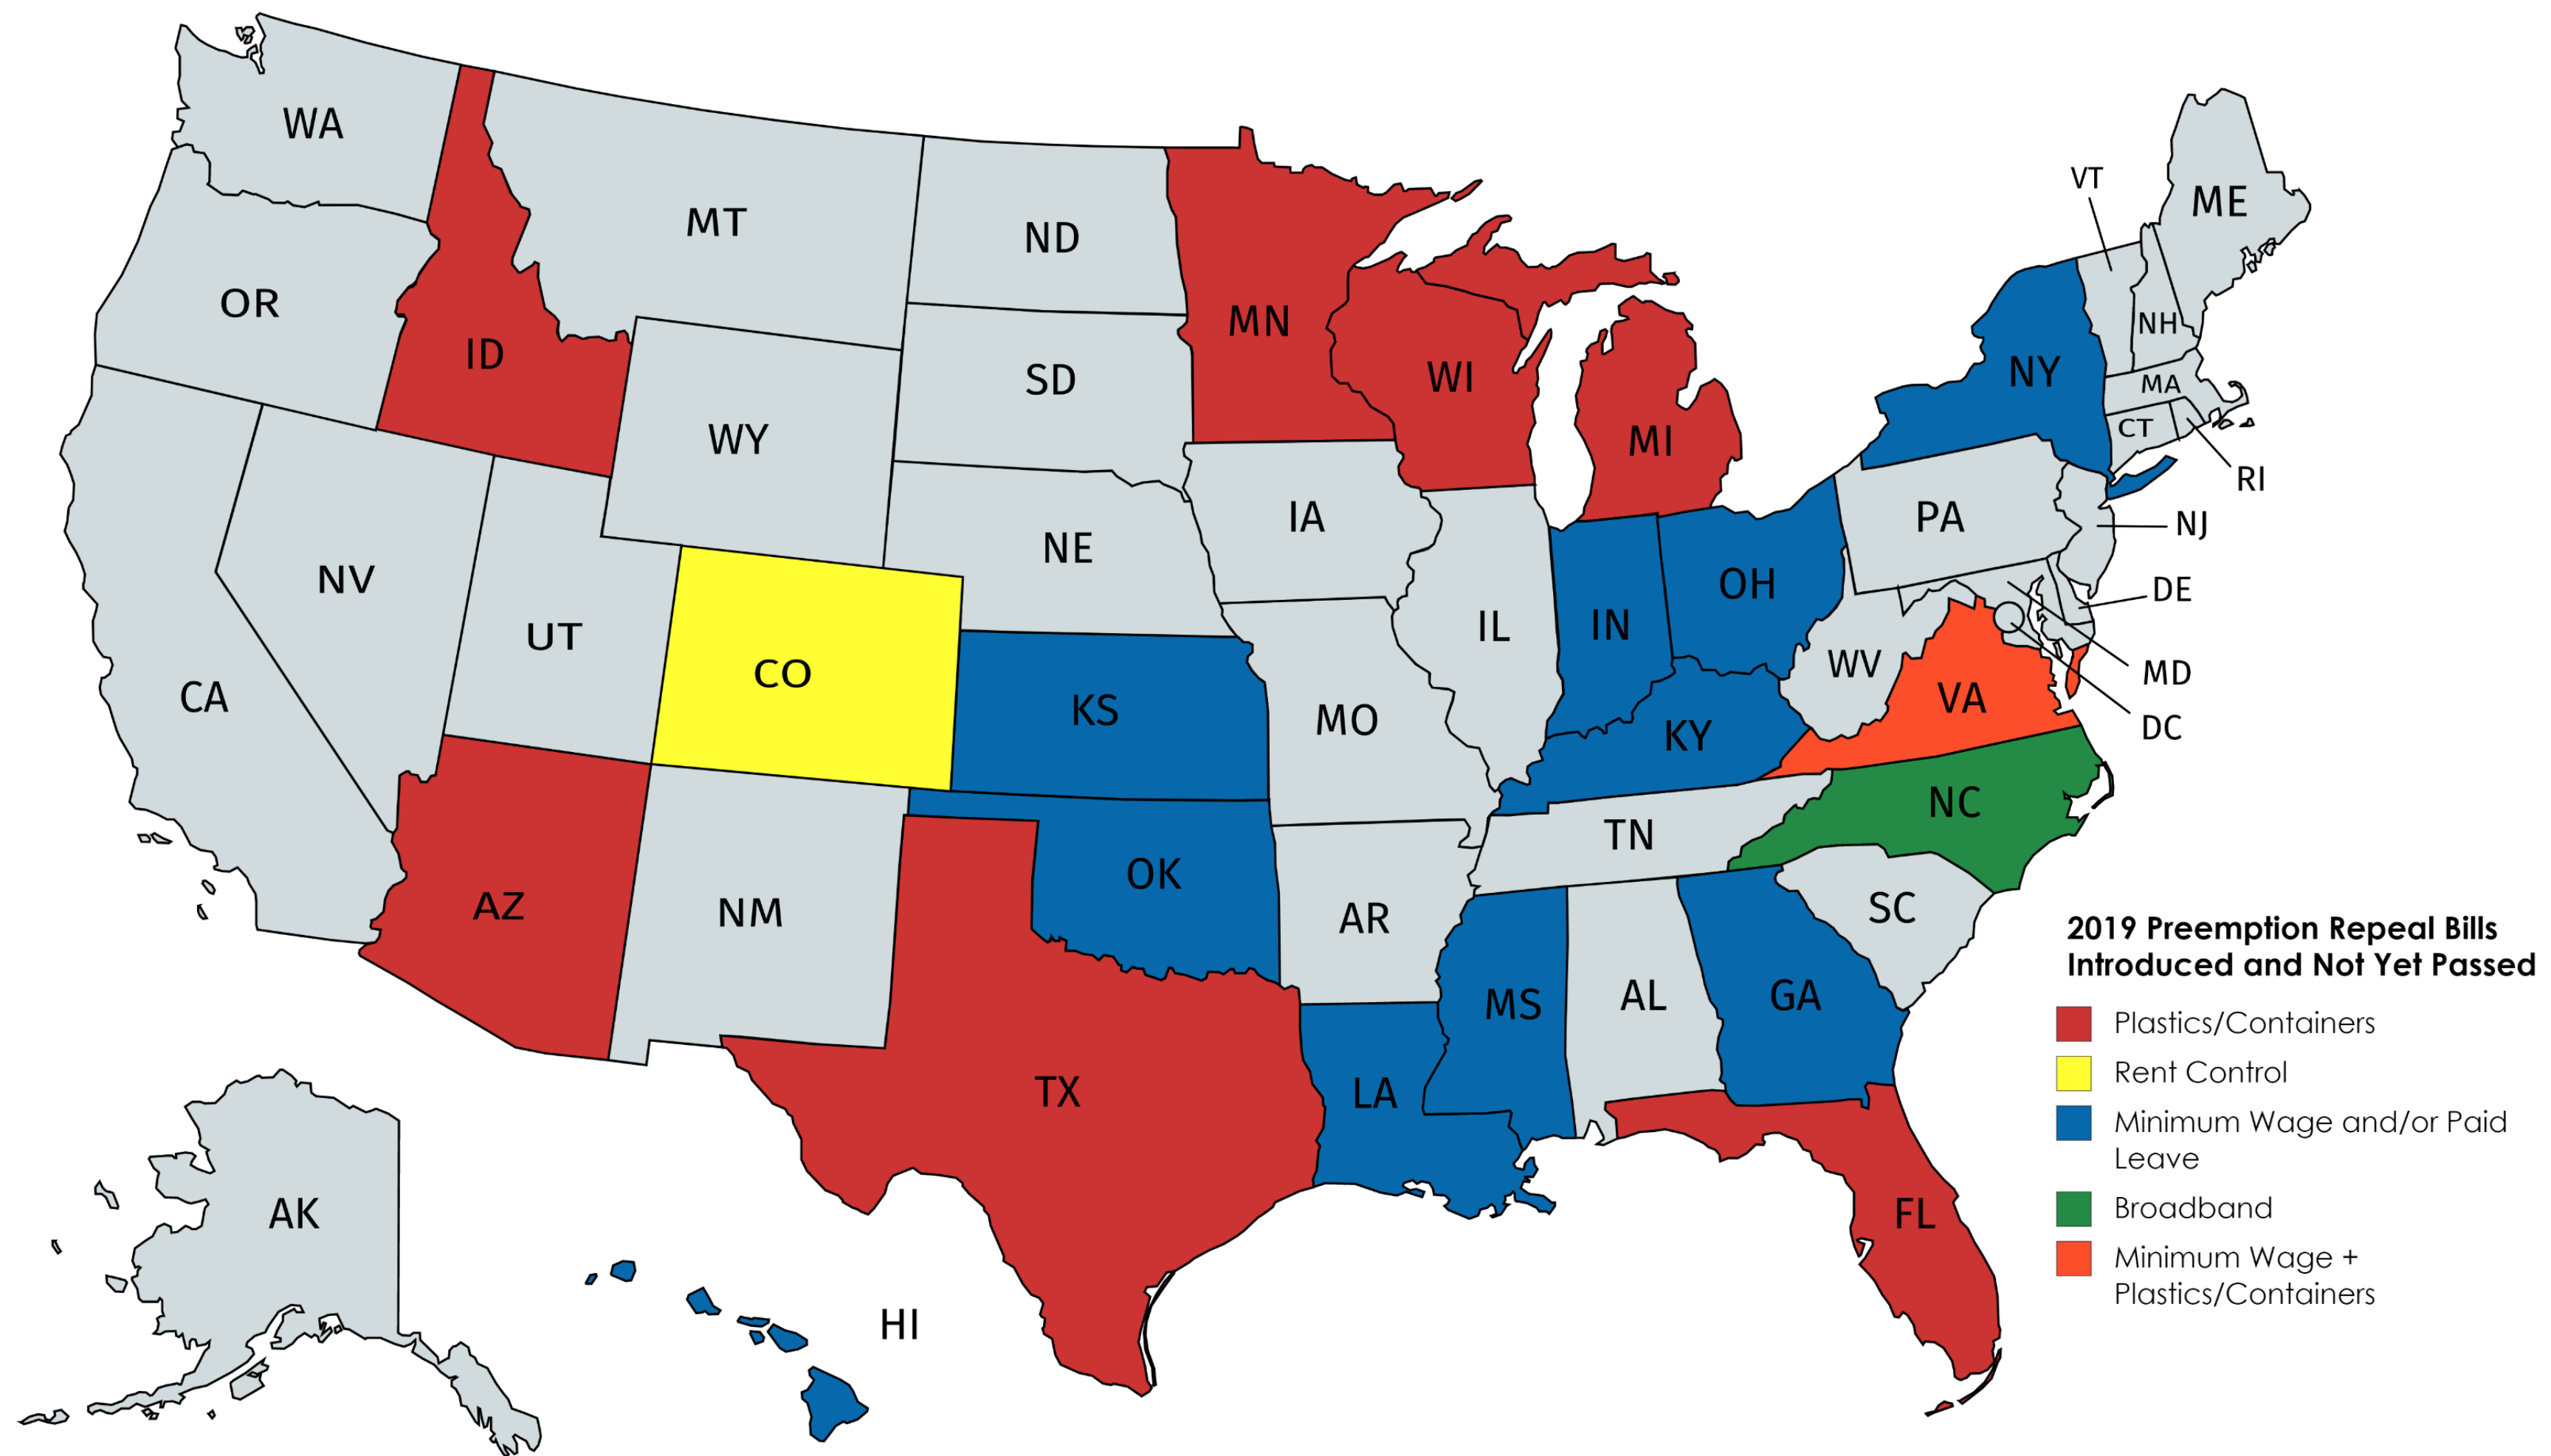 WA
MT
ND
MN
VT
ME
OR
ID
SD
WI
MI
NY
NH
MA
CT
RI
WY
IA
PA
NJ
NE
NV
UT
CO
IL
IN
OH
DE
CA
KS
MO
KY
WV
VA
MD
DC
AZ
NM
OK
AR
TN
NC
SC
TX
LA
MS
AL
GA
FL
AK
HI
2019 Preemption Repeal Bills
Introduced and Not Yet Passed
Plastics/Containers
Rent Control
Minimum Wage and/or Paid
Leave
Broadband
Minimum Wage +
Plastics/Containers